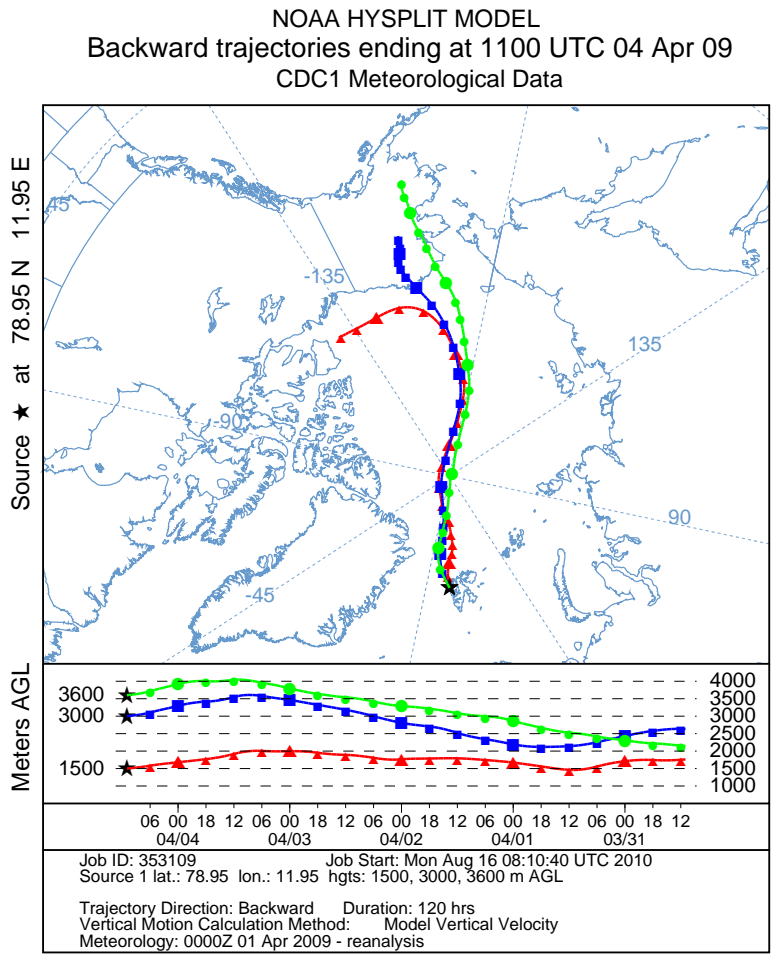 NOAA HYSPLIT MODEL
Backward trajectories ending at 1100 UTC 04 Apr 09
CDC1 Meteorological Data
Source ★ at 78.95 N 11.95 E
45
-135
135
-90
90
-45
Meters AGL
3600
3000
1500
4000
3500
3000
2500
2000
1500
1000
06 00 18 12 06 00 18 12 06 00 18 12 06 00 18 12 06 00 18 12
04/04 04/03 04/02 04/01 03/31
Job ID: 353109 Job Start: Mon Aug 16 08:10:40 UTC 2010
Source 1 lat.: 78.95 lon.: 11.95 hgts: 1500, 3000, 3600 m AGL
Trajectory Direction: Backward Duration: 120 hrs
Vertical Motion Calculation Method: Model Vertical Velocity
Meteorology: 0000Z 01 Apr 2009 - reanalysis